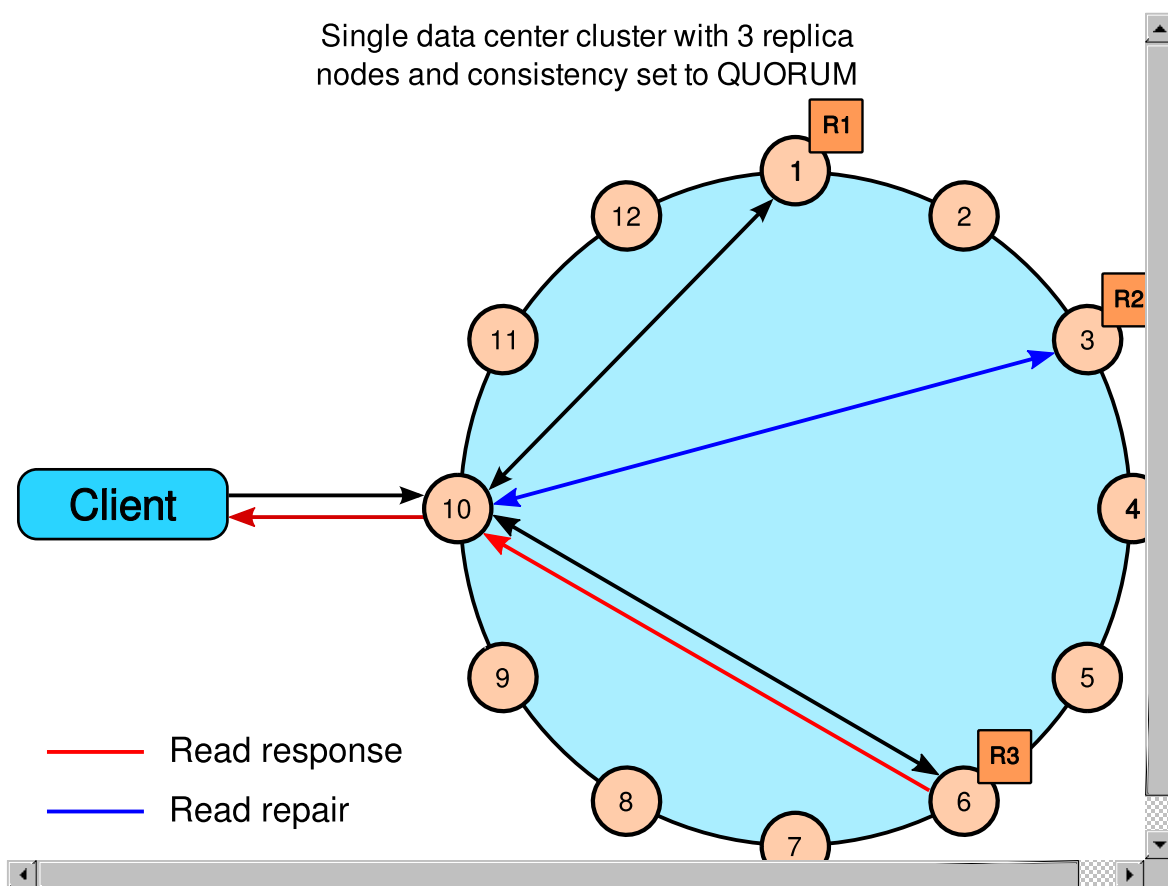 Single data center cluster with 3 replica
nodes and consistency set to QUORUM
R1
1
12
2
R2
11
3
Client
10
4
9
5
Read response
R3
Read repair
8
6
7